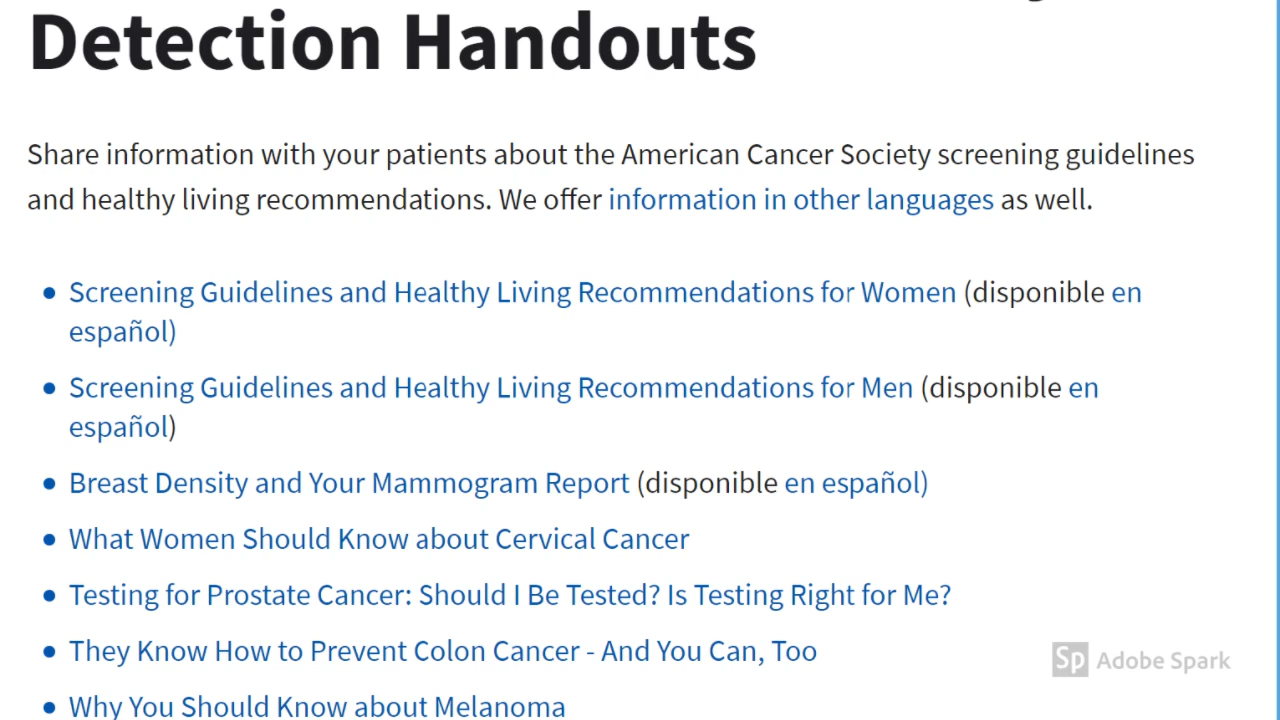 Detection Handouts
Share information with your patients about the American Cancer Society screening guidelines
and healthy living recommendations. We offer information in other languages as well.
• Screening Guidelines and Healthy Living Recommendations for Women (disponible en
español)
• Screening Guidelines and Healthy Living Recommendations for Men (disponible en
español)
• Breast Density and Your Mammogram Report (disponible en español)
• What Women Should Know about Cervical Cancer
• Testing for Prostate Cancer: Should I Be Tested? Is Testing Right for Me?
• They Know How to Prevent Colon Cancer - And You Can, Too
• Why You Should Know about Melanoma
Sp Adobe Spark